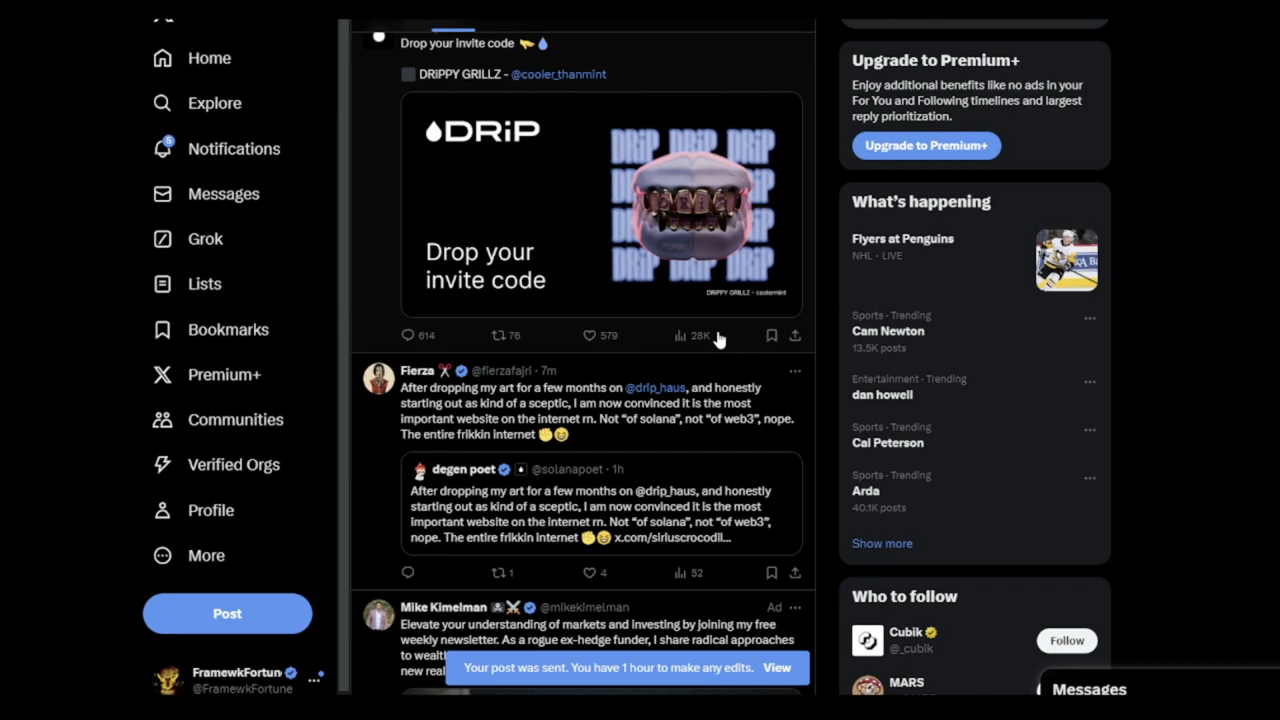 Home
Explore
5
Notifications
Messages
Grok
Lists
Bookmarks
Premium+
Communities
Verified Orgs
Profile
More
Post
FramewkFortun
@FramewkFortune
Drop your invite code 🫴💧
DRIPPY GRILLZ - @cooler_thanmint
DRiP
DRiP DRiP DRiP
Drop your
invite code
DRIPPY GRILLZ - coolermint
614 76 579 28K
Fierza @fierzafajri · 7m
After dropping my art for a few months on @drip_haus, and honestly
starting out as kind of a sceptic, I am now convinced it is the most
important website on the internet rn. Not “of solana”, not “of web3”, nope.
The entire frikkin internet ✊😆
degen poet @solanapoet · 1h
After dropping my art for a few months on @drip_haus, and honestly
starting out as kind of a sceptic, I am now convinced it is the most
important website on the internet rn. Not “of solana”, not “of web3”,
nope. The entire frikkin internet ✊😆 x.com/siriuscrocodil...
1 4 52
Mike Kimelman @mikekimelman Ad
Elevate your understanding of markets and investing by joining my free
weekly newsletter. As a rogue ex-hedge funder, I share radical approaches
to wealt
new real
Your post was sent. You have 1 hour to make any edits. View
Upgrade to Premium+
Enjoy additional benefits like no ads in your
For You and Following timelines and largest
reply prioritization.
Upgrade to Premium+
What's happening
Flyers at Penguins
NHL · LIVE
Sports · Trending
Cam Newton
13.5K posts
Entertainment · Trending
dan howell
Sports · Trending
Cal Peterson
Sports · Trending
Arda
40.1K posts
Show more
Who to follow
Cubik
@_cubik
Follow
MARS
Messages